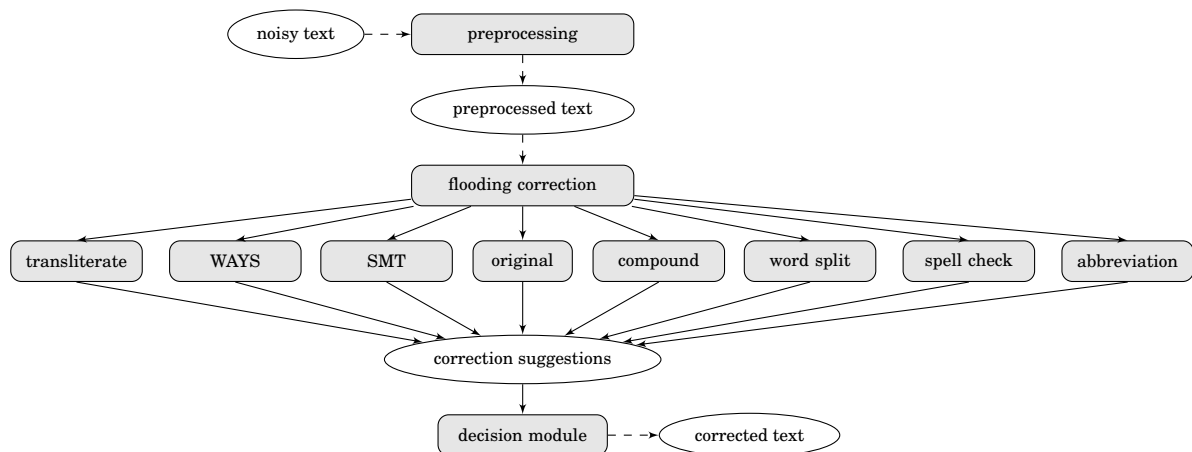 noisy text
preprocessing
preprocessed text
flooding correction
transliterate
WAYS
SMT
original
compound
word split
spell check
abbreviation
correction suggestions
decision module
corrected text